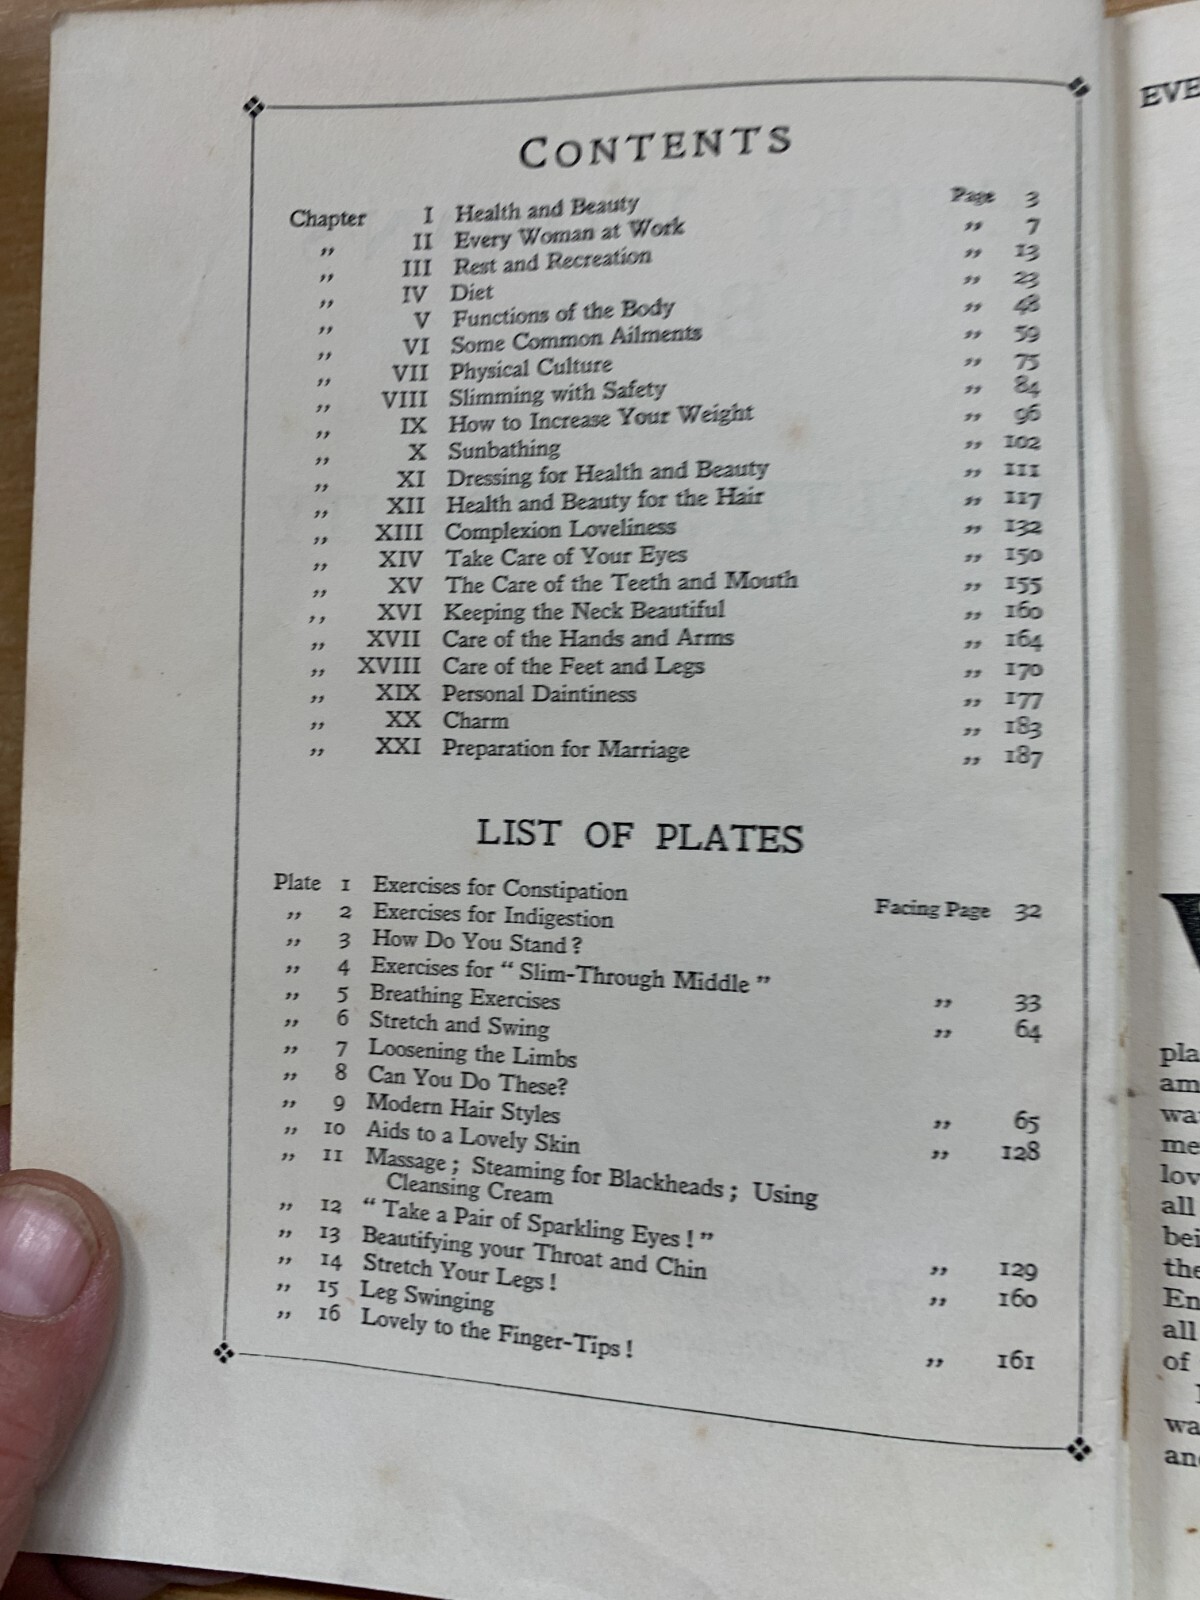 CONTENTS
Chapter I Health and Beauty Page 3
„ II Every Woman at Work „ 7
„ III Rest and Recreation „ 13
„ IV Diet „ 23
„ V Functions of the Body „ 48
„ VI Some Common Ailments „ 59
„ VII Physical Culture „ 75
„ VIII Slimming with Safety „ 84
„ IX How to Increase Your Weight „ 96
„ X Sunbathing „ 102
„ XI Dressing for Health and Beauty „ 111
„ XII Health and Beauty for the Hair „ 117
„ XIII Complexion Loveliness „ 132
„ XIV Take Care of Your Eyes „ 150
„ XV The Care of the Teeth and Mouth „ 155
„ XVI Keeping the Neck Beautiful „ 160
„ XVII Care of the Hands and Arms „ 164
„ XVIII Care of the Feet and Legs „ 170
„ XIX Personal Daintiness „ 177
„ XX Charm „ 183
„ XXI Preparation for Marriage „ 187
LIST OF PLATES
Plate 1 Exercises for Constipation
„ 2 Exercises for Indigestion Facing Page 32
„ 3 How Do You Stand?
„ 4 Exercises for “ Slim-Through Middle ”
„ 5 Breathing Exercises „ 33
„ 6 Stretch and Swing „ 64
„ 7 Loosening the Limbs
„ 8 Can You Do These?
„ 9 Modern Hair Styles „ 65
„ 10 Aids to a Lovely Skin „ 128
„ 11 Massage ; Steaming for Blackheads ; Using
Cleansing Cream
„ 12 “ Take a Pair of Sparkling Eyes ! ”
„ 13 Beautifying your Throat and Chin „ 129
„ 14 Stretch Your Legs ! „ 160
„ 15 Leg Swinging
„ 16 Lovely to the Finger-Tips ! „ 161
EVE
pla
am
wa
me
lov
all
bei
the
En
all
of
wa
and